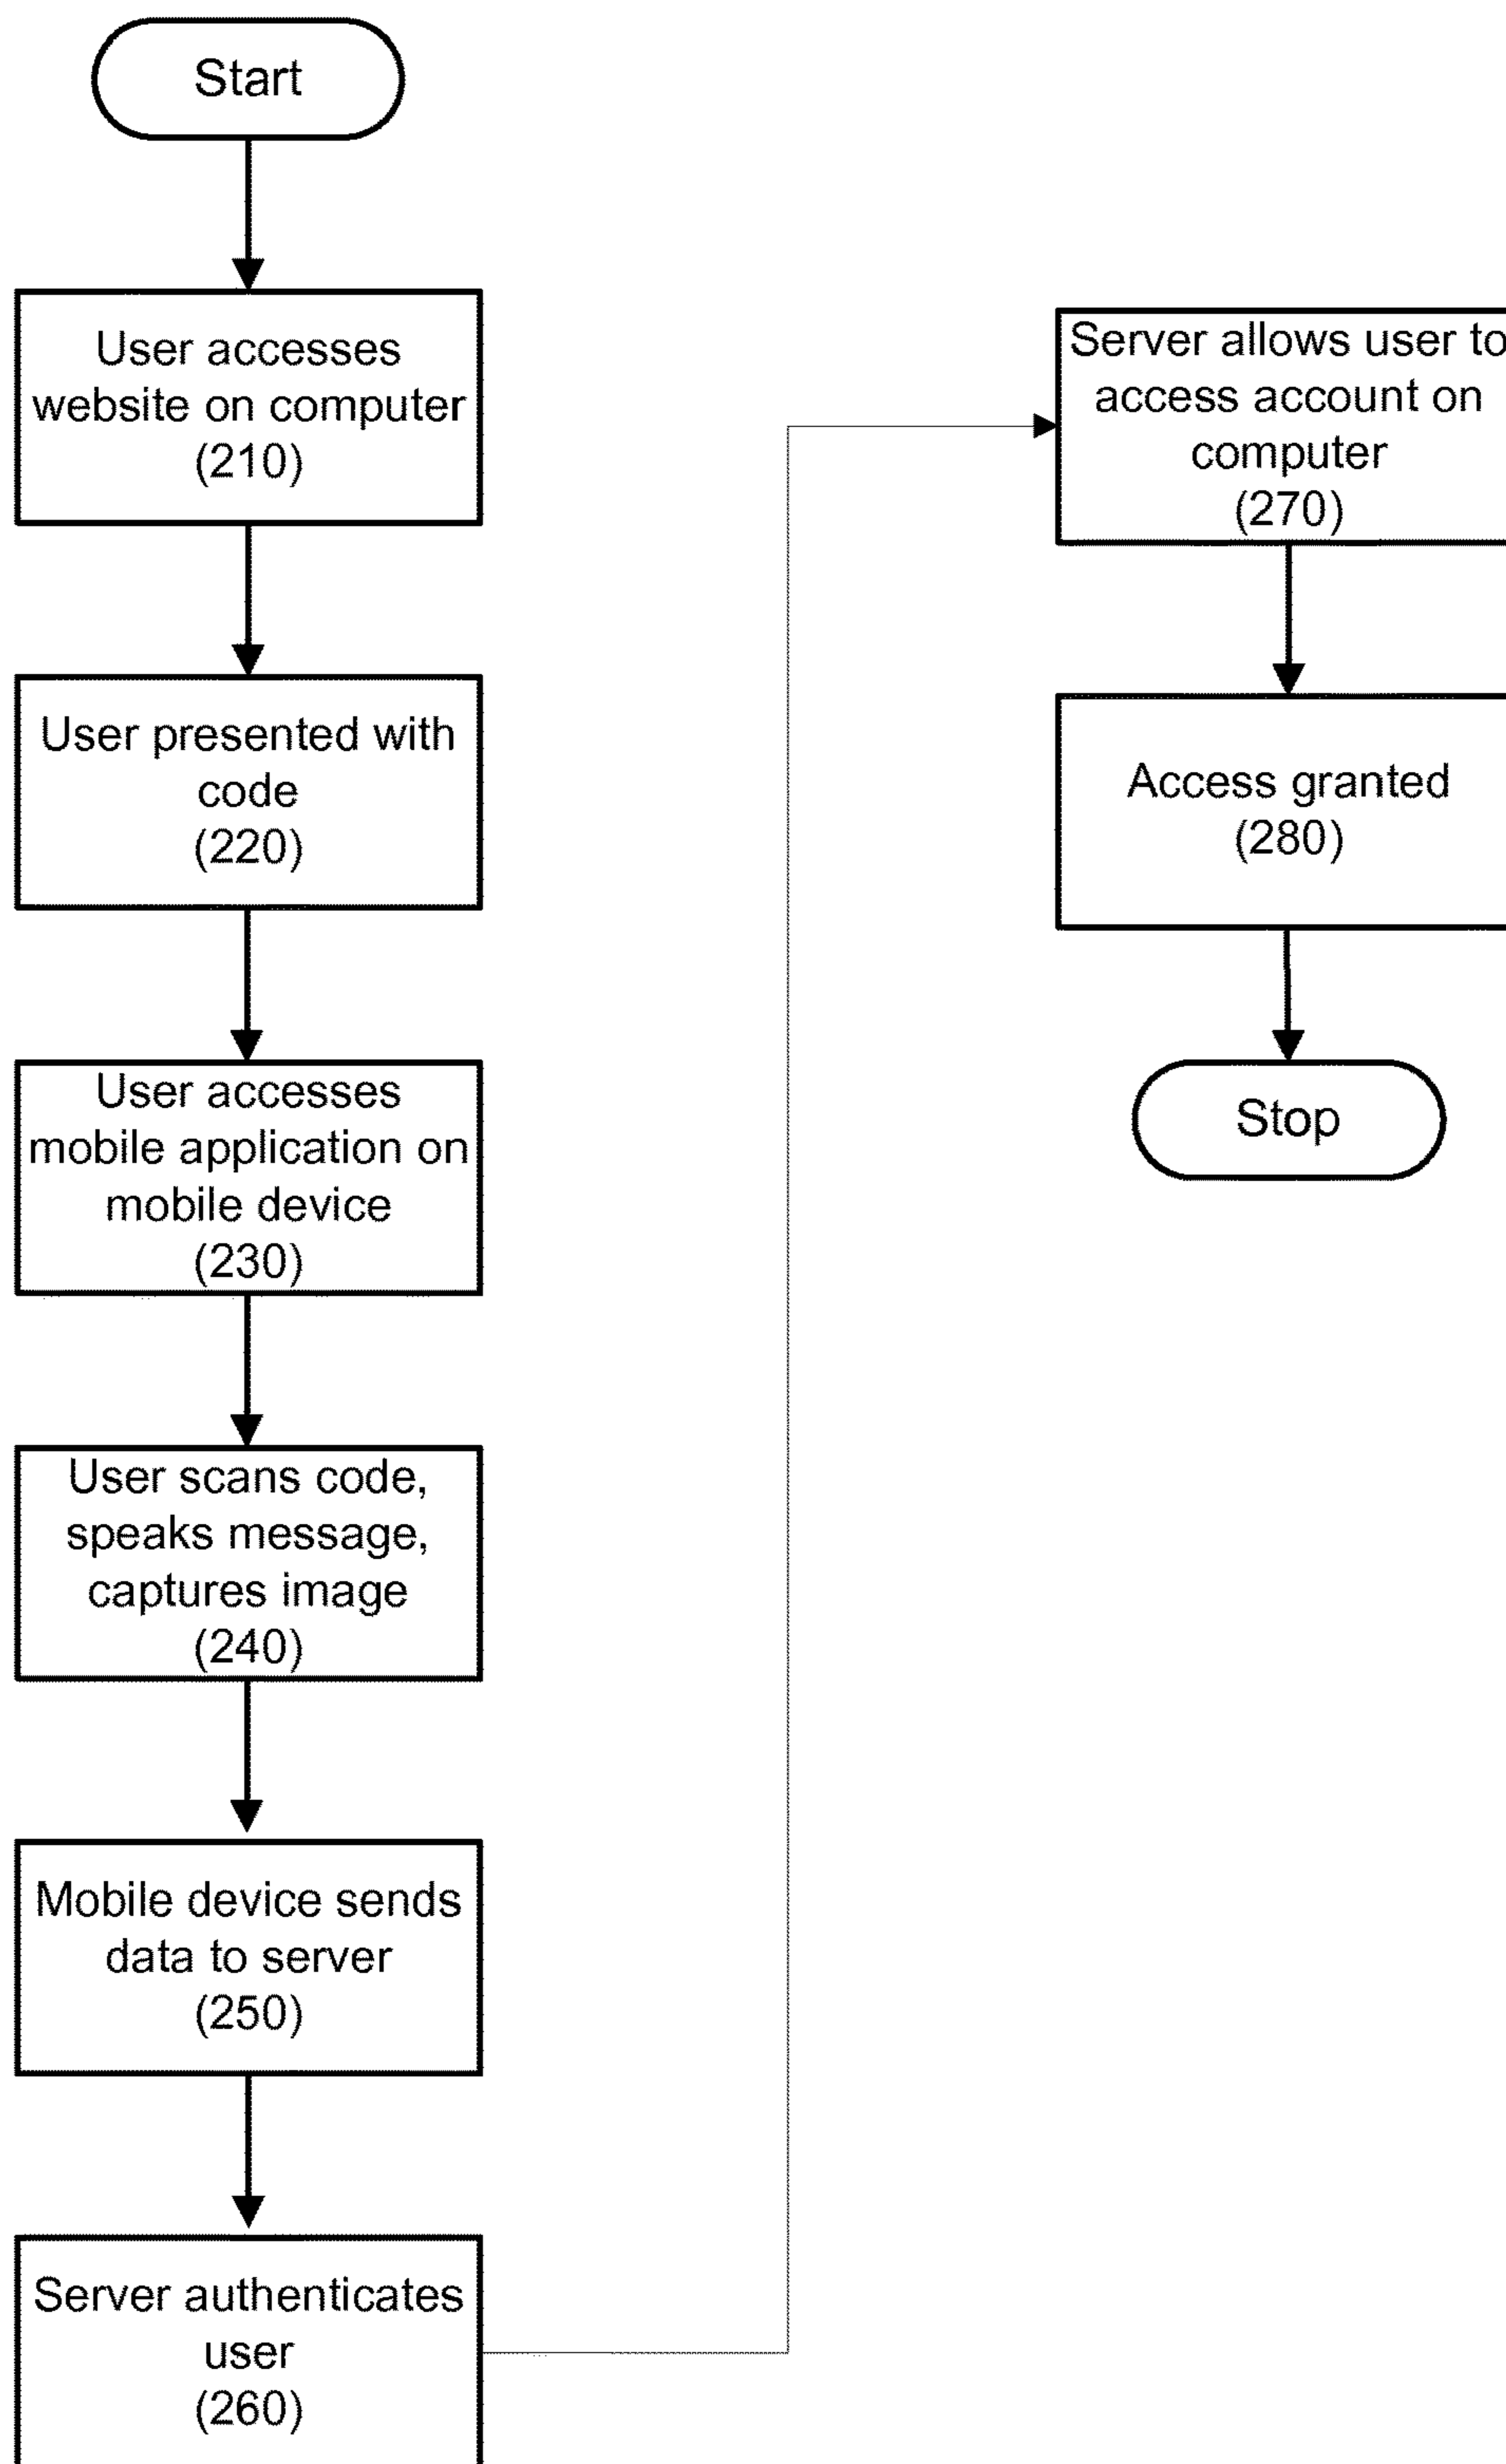 Start
User accesses
website on computer
(210)
User presented with
code
(220)
User accesses
mobile application on
mobile device
(230)
User scans code,
speaks message,
captures image
(240)
Mobile device sends
data to server
(250)
Server authenticates
user
(260)
Server allows user to
access account on
computer
(270)
Access granted
(280)
Stop